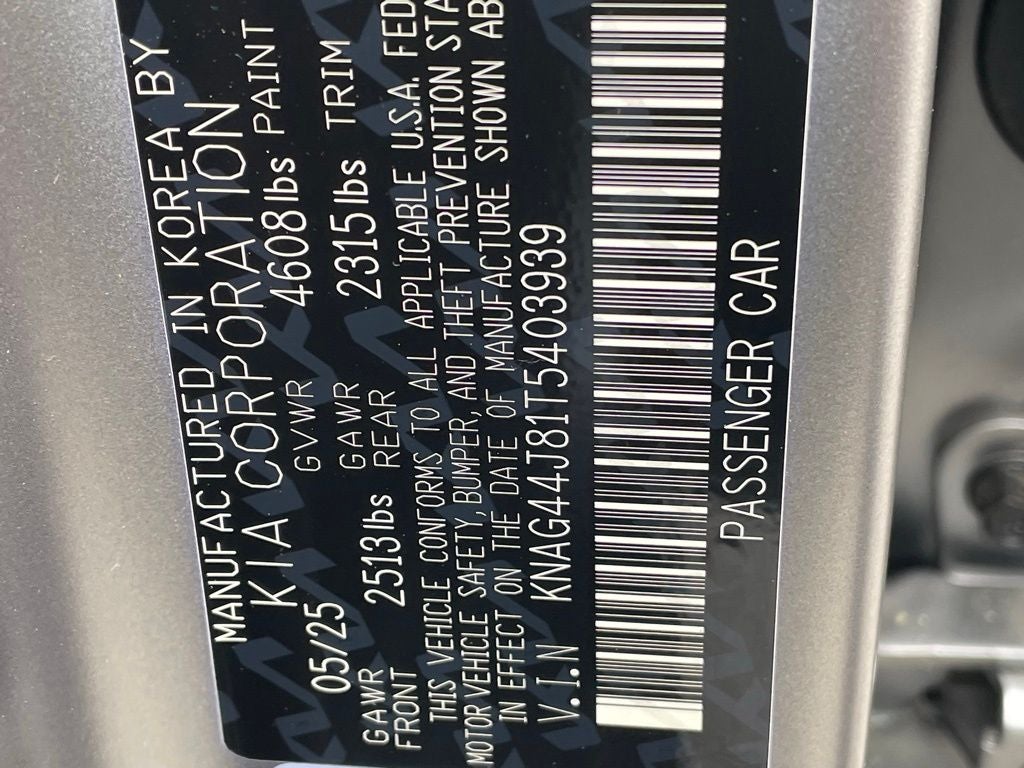 MANUFACTURED IN KOREA BY
KIA CORPORATION
05/25 GVWR 4608lbs PAINT
GAWR FRONT 2513lbs GAWR REAR 2315lbs TRIM
THIS VEHICLE CONFORMS TO ALL APPLICABLE U.S.A. FED
MOTOR VEHICLE SAFETY,BUMPER, AND THEFT PREVENTION STA
IN EFFECT ON THE DATE OF MANUFACTURE SHOWN AB
V.I.N KNAG44J81T5403939
PASSENGER CAR